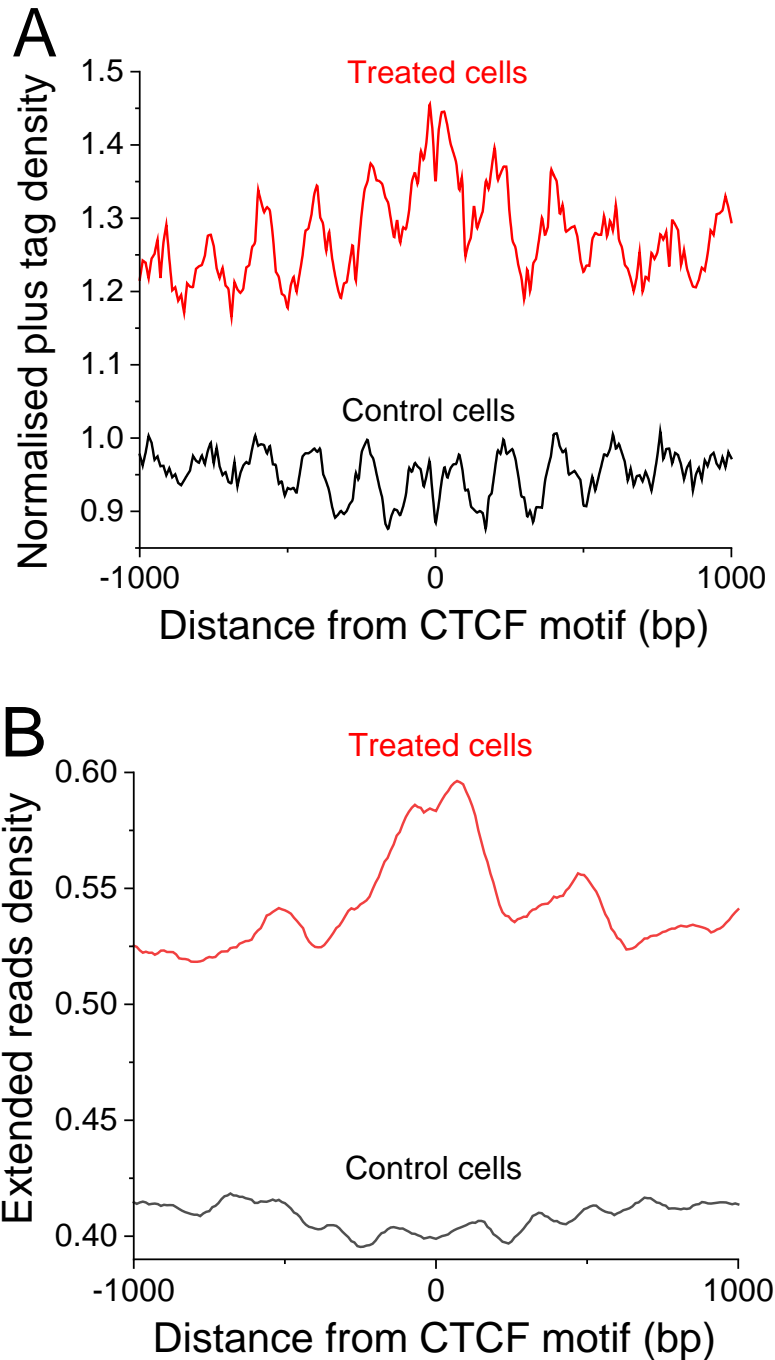 A
Treated cells
Normalised plus tag density
1.5
1.4
1.3
1.2
1.1
1.0
0.9
Control cells
-1000
0
1000
Distance from CTCF motif (bp)
B
Treated cells
Extended reads density
0.60
0.55
0.50
0.45
0.40
Control cells
-1000
0
1000
Distance from CTCF motif (bp)